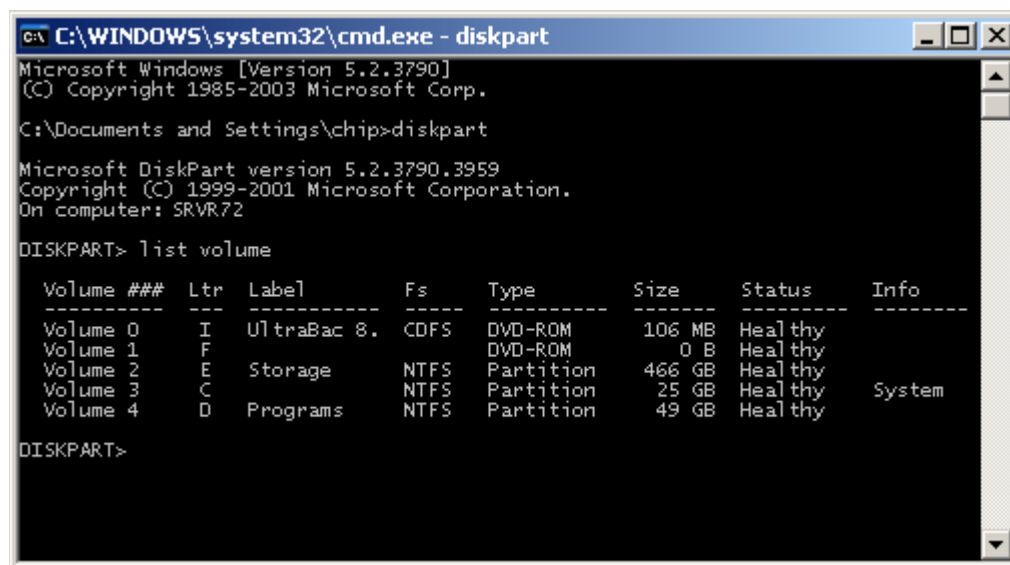 C:\WINDOWS\system32\cmd.exe - diskpart
Microsoft Windows [Version 5.2.3790]
(C) Copyright 1985-2003 Microsoft Corp.
C:\Documents and Settings\chip>diskpart
Microsoft DiskPart version 5.2.3790.3959
Copyright (C) 1999-2001 Microsoft Corporation.
On computer: SRVR72
DISKPART> list volume
  Volume ###  Ltr  Label        Fs     Type        Size     Status     Info
  ----------  ---  -----------  -----  ----------  -------  ---------  --------
  Volume 0     I   UltraBac 8.  CDFS   DVD-ROM      106 MB  Healthy
  Volume 1     F                       DVD-ROM         0 B  Healthy
  Volume 2     E   Storage      NTFS   Partition    466 GB  Healthy
  Volume 3     C                NTFS   Partition     25 GB  Healthy    System
  Volume 4     D   Programs     NTFS   Partition     49 GB  Healthy
DISKPART>